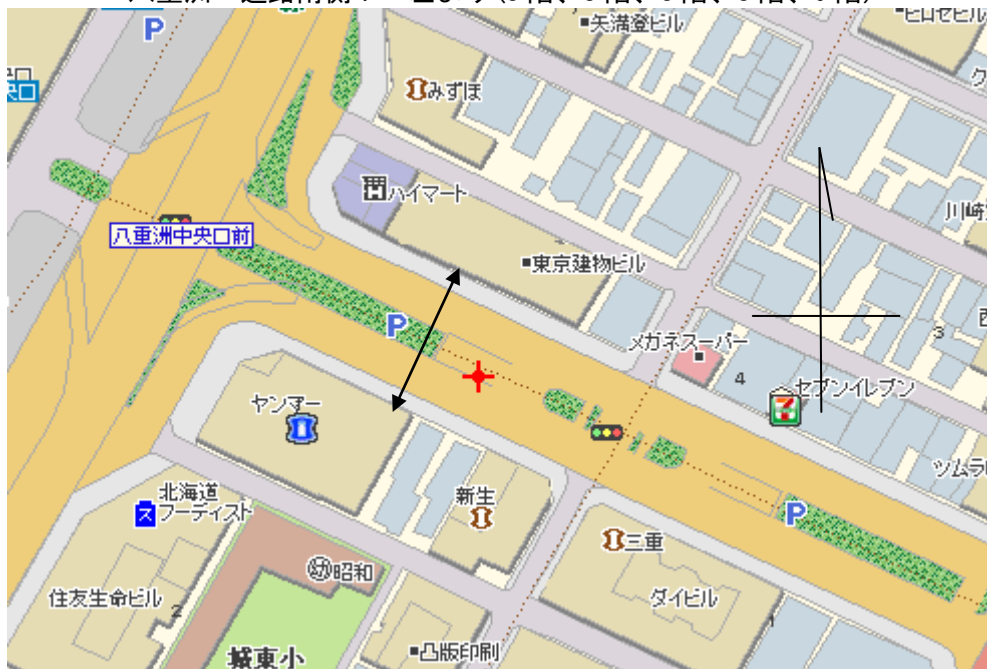 P
矢満登ビル
ヒロセビル
みずほ
ハイマート
八重洲中央口前
東京建物ビル
P
メガネスーパー
3
4
セブンイレブン
7
ヤンマー
ツムラ
新生
北海道
フーディスト
ス
P
三重
幼昭和
住友生命ビル
2
ダイビル
1
城東小
凸版印刷